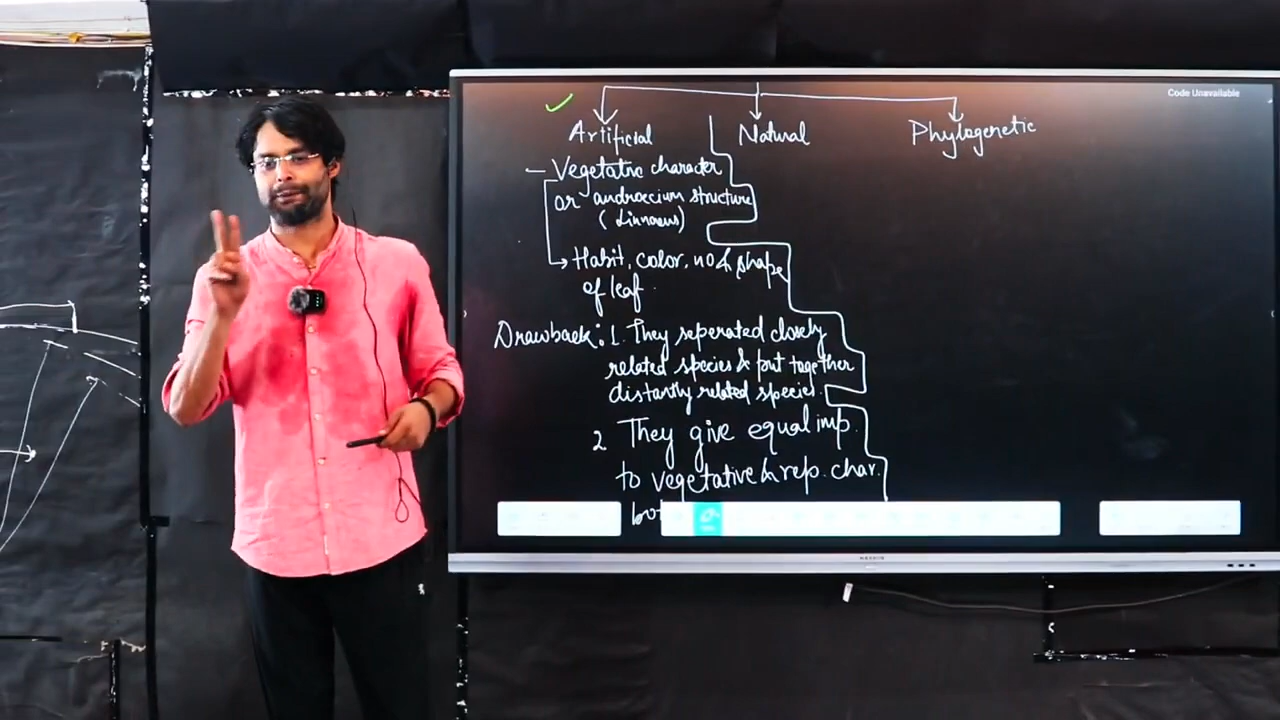 Code Unavailable
Artificial
Natural
Phylogenetic
– Vegetative character
or androecium structure
(Linnaeus)
→ Habit, color, no & shape
of leaf.
Drawback: 1. They seperated closely
related species & put together
distantly related species.
2 They give equal imp.
to vegetative & rep. char.